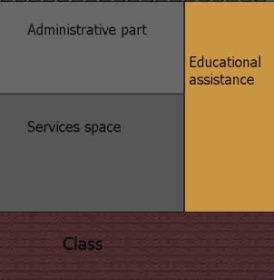 Administrative part
Educational
assistance
Services space
Class